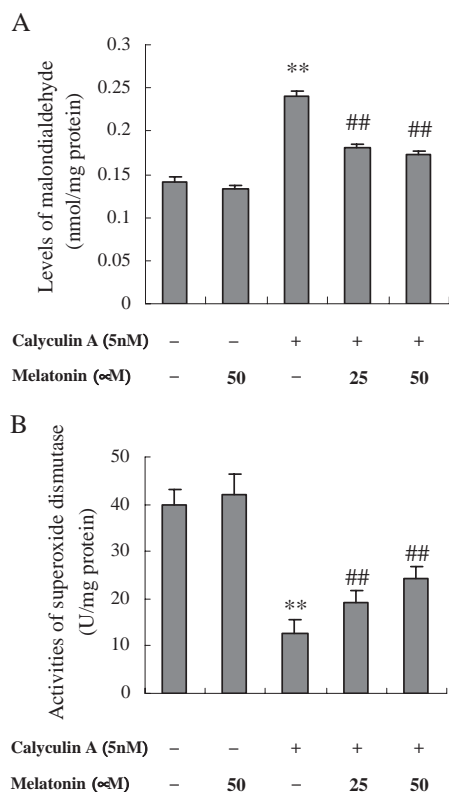 A
Levels of malondialdehyde
(nmol/mg protein)
0.3
0.25
0.2
0.15
0.1
0.05
0
**
##
##
Calyculin A (5nM) – – + + +
Melatonin (∝M) – 50 – 25 50
B
Activities of superoxide dismutase
(U/mg protein)
50
40
30
20
10
0
**
##
##
Calyculin A (5nM) – – + + +
Melatonin (∝M) – 50 – 25 50